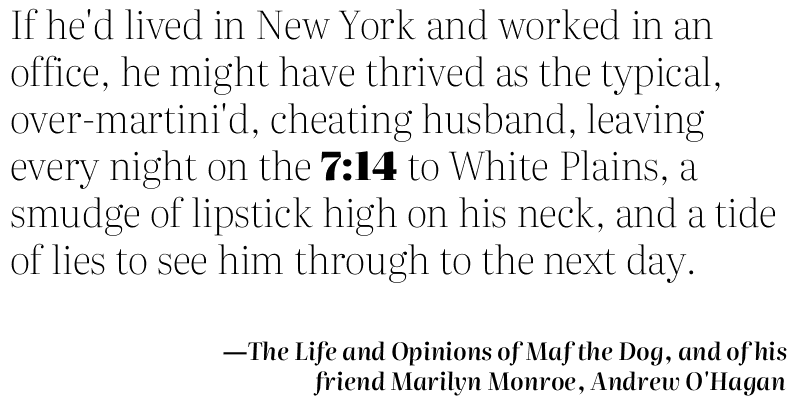 If he'd lived in New York and worked in an
office, he might have thrived as the typical,
over-martini'd, cheating husband, leaving
every night on the 7:14 to White Plains, a
smudge of lipstick high on his neck, and a tide
of lies to see him through to the next day.
—The Life and Opinions of Maf the Dog, and of his
friend Marilyn Monroe, Andrew O'Hagan